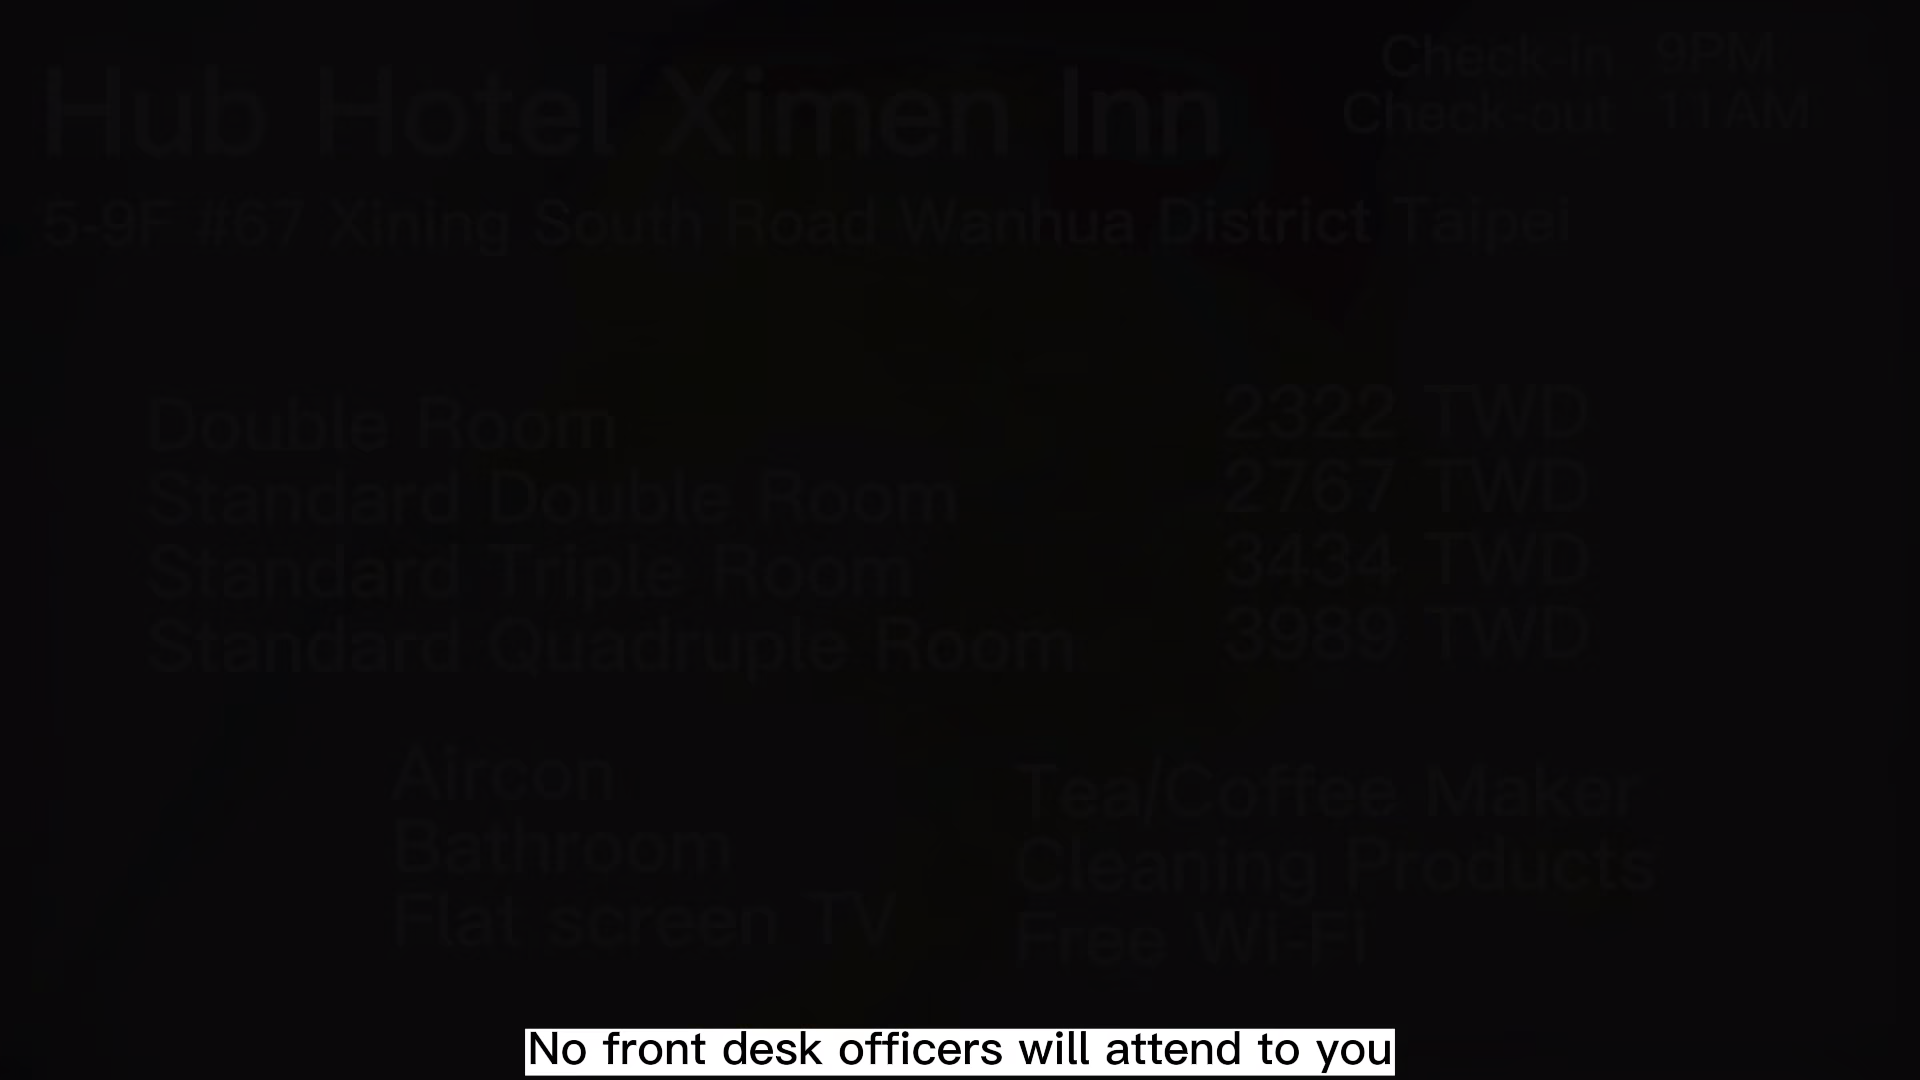 Hub Hotel Ximen Inn
Check-in 9PM
Check-out 11AM
5-9F #67 Xining South Road Wanhua District Taipei
Double Room 2322 TWD
Standard Double Room 2767 TWD
Standard Triple Room 3434 TWD
Standard Quadruple Room 3989 TWD
Aircon
Bathroom
Flat screen TV
Tea/Coffee Maker
Cleaning Products
Free Wi-Fi
No front desk officers will attend to you